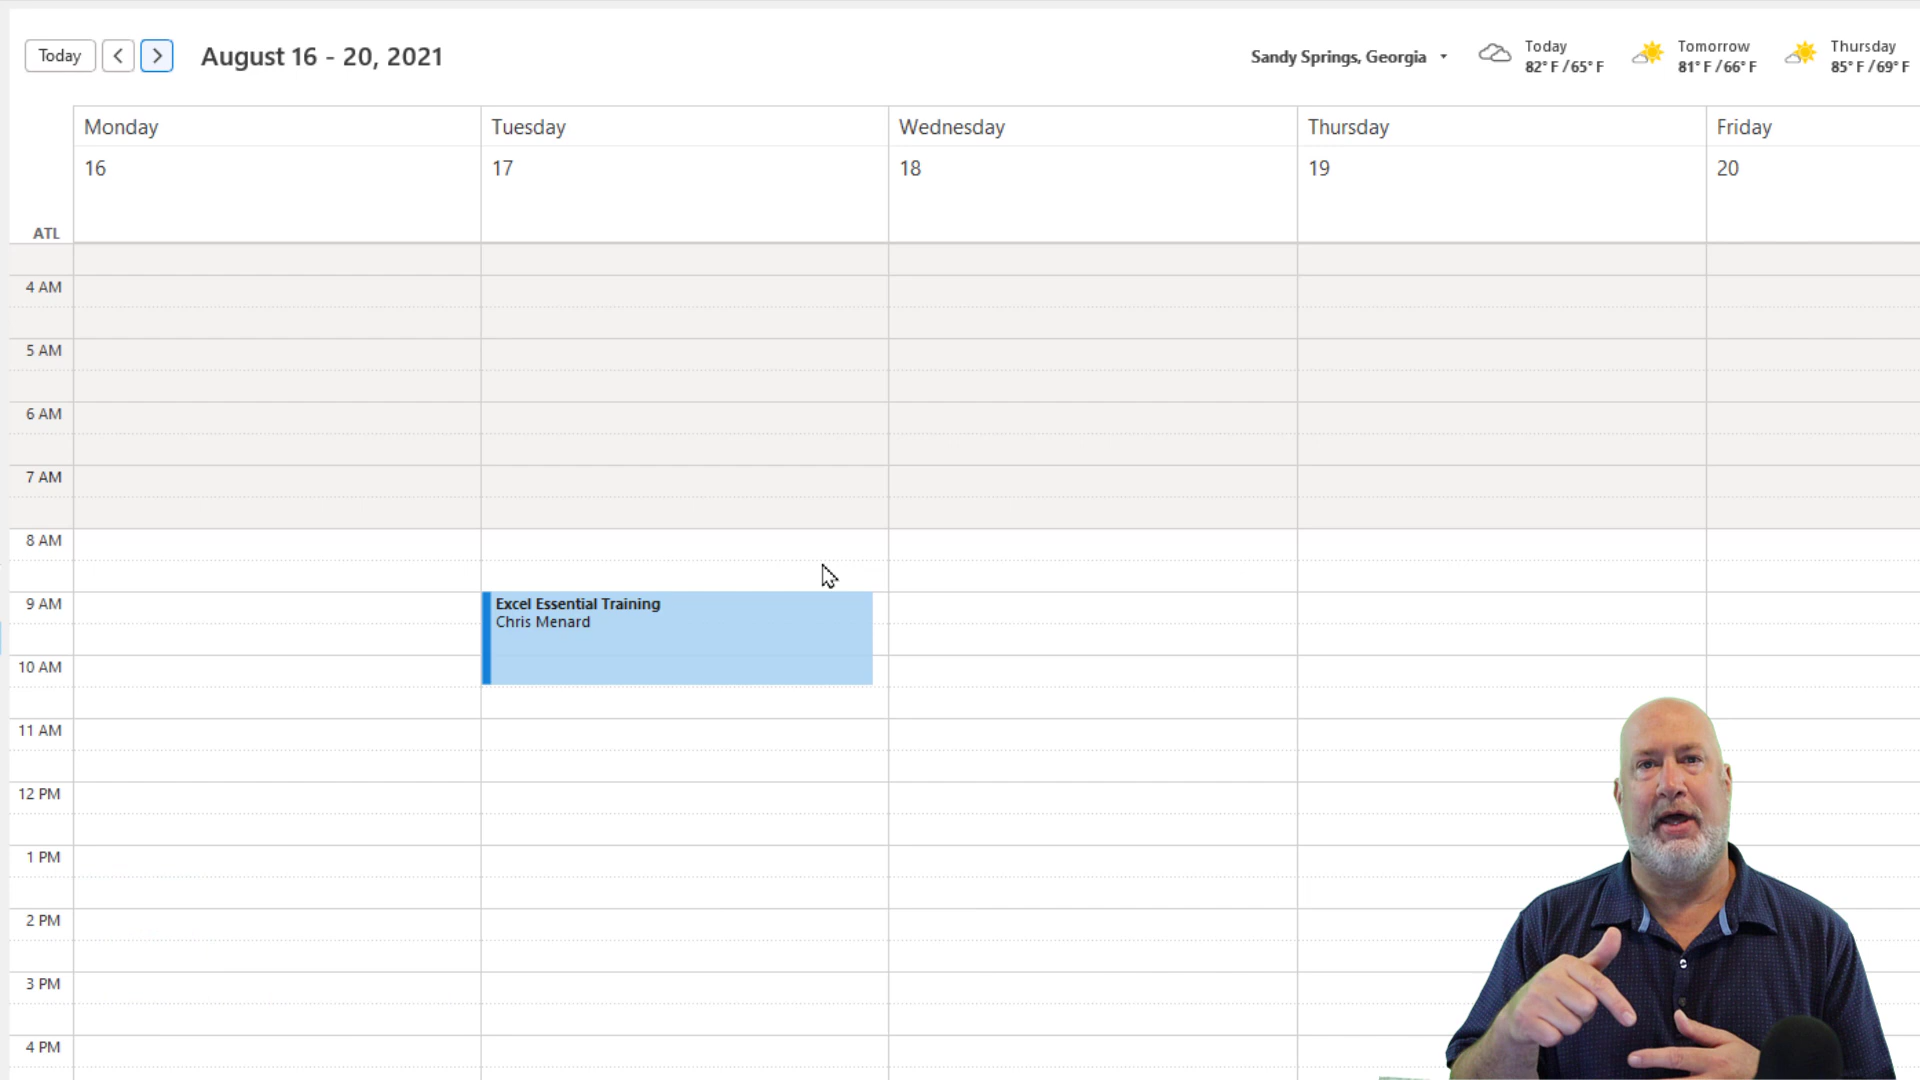 Today
August 16 - 20, 2021
Sandy Springs, Georgia
Today
82° F / 65° F
Tomorrow
81° F / 66° F
Thursday
85° F / 69° F
Monday
Tuesday
Wednesday
Thursday
Friday
16
17
18
19
20
ATL
4 AM
5 AM
6 AM
7 AM
8 AM
9 AM
Excel Essential Training
Chris Menard
10 AM
11 AM
12 PM
1 PM
2 PM
3 PM
4 PM